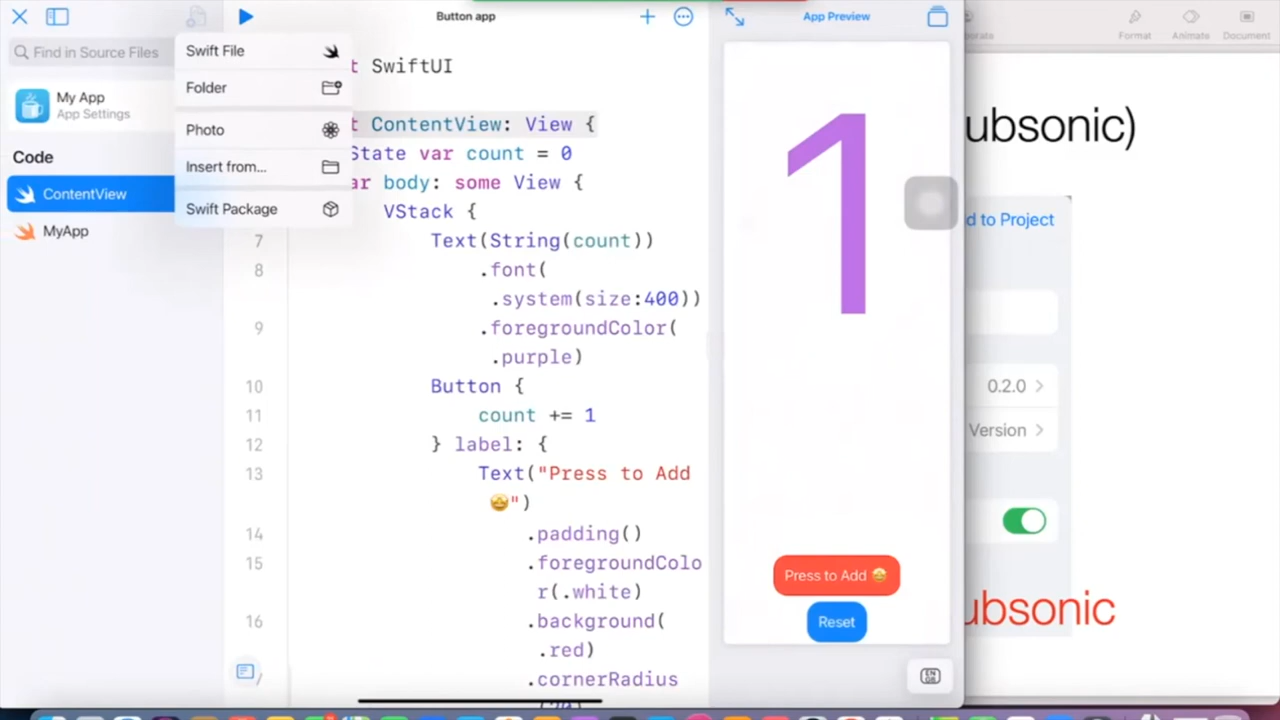 Button app
App Preview
Find in Source Files
My App
App Settings
Code
ContentView
MyApp
Swift File
Folder
Photo
Insert from...
Swift Package
t SwiftUI
t ContentView: View {
State var count = 0
ar body: some View {
VStack {
7 Text(String(count))
8 .font(
.system(size:400))
9 .foregroundColor(
.purple)
10 Button {
11 count += 1
12 } label: {
13 Text("Press to Add
🤩")
14 .padding()
15 .foregroundColo
r(.white)
16 .background(
.red)
.cornerRadius
1
Press to Add 🤩
Reset
Format
Animate
Document
ubsonic)
d to Project
0.2.0
Version
ubsonic